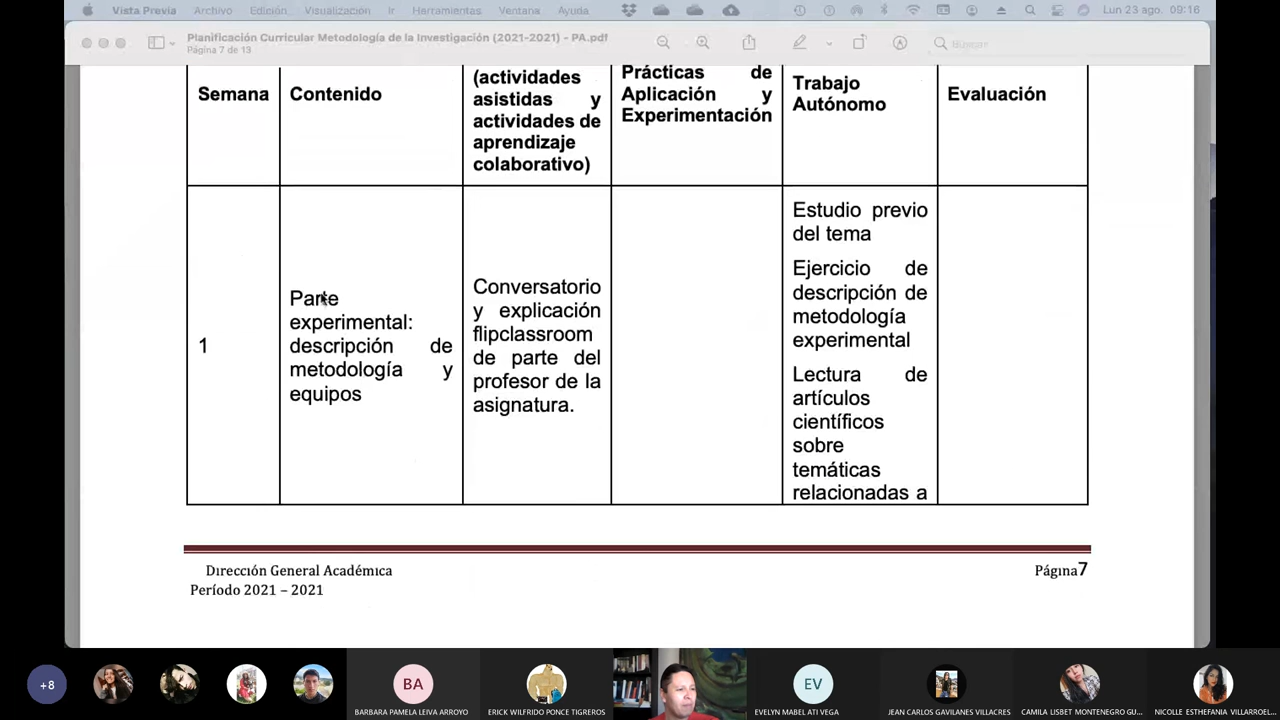 Vista Previa Archivo Edición Visualización Ir Herramientas Ventana Ayuda Lun 23 ago. 09:16
Planificación Curricular Metodología de la Investigación (2021-2021) - PA.pdf
Página 7 de 13
Buscar
Semana
Contenido
(actividades
asistidas y
actividades de
aprendizaje
colaborativo)
Prácticas de
Aplicación y
Experimentación
Trabajo
Autónomo
Evaluación
1
Parte
experimental:
descripción de
metodología y
equipos
Conversatorio
y explicación
flipclassroom
de parte del
profesor de la
asignatura.
Estudio previo
del tema
Ejercicio de
descripción de
metodología
experimental
Lectura de
artículos
científicos
sobre
temáticas
relacionadas a
Dirección General Académica
Página7
Período 2021 – 2021
+8
BA
EV
BARBARA PAMELA LEIVA ARROYO
ERICK WILFRIDO PONCE TIGREROS
EVELYN MABEL ATI VEGA
JEAN CARLOS GAVILANES VILLACRES
CAMILA LISBET MONTENEGRO GU...
NICOLLE ESTHEFANIA VILLARROEL...